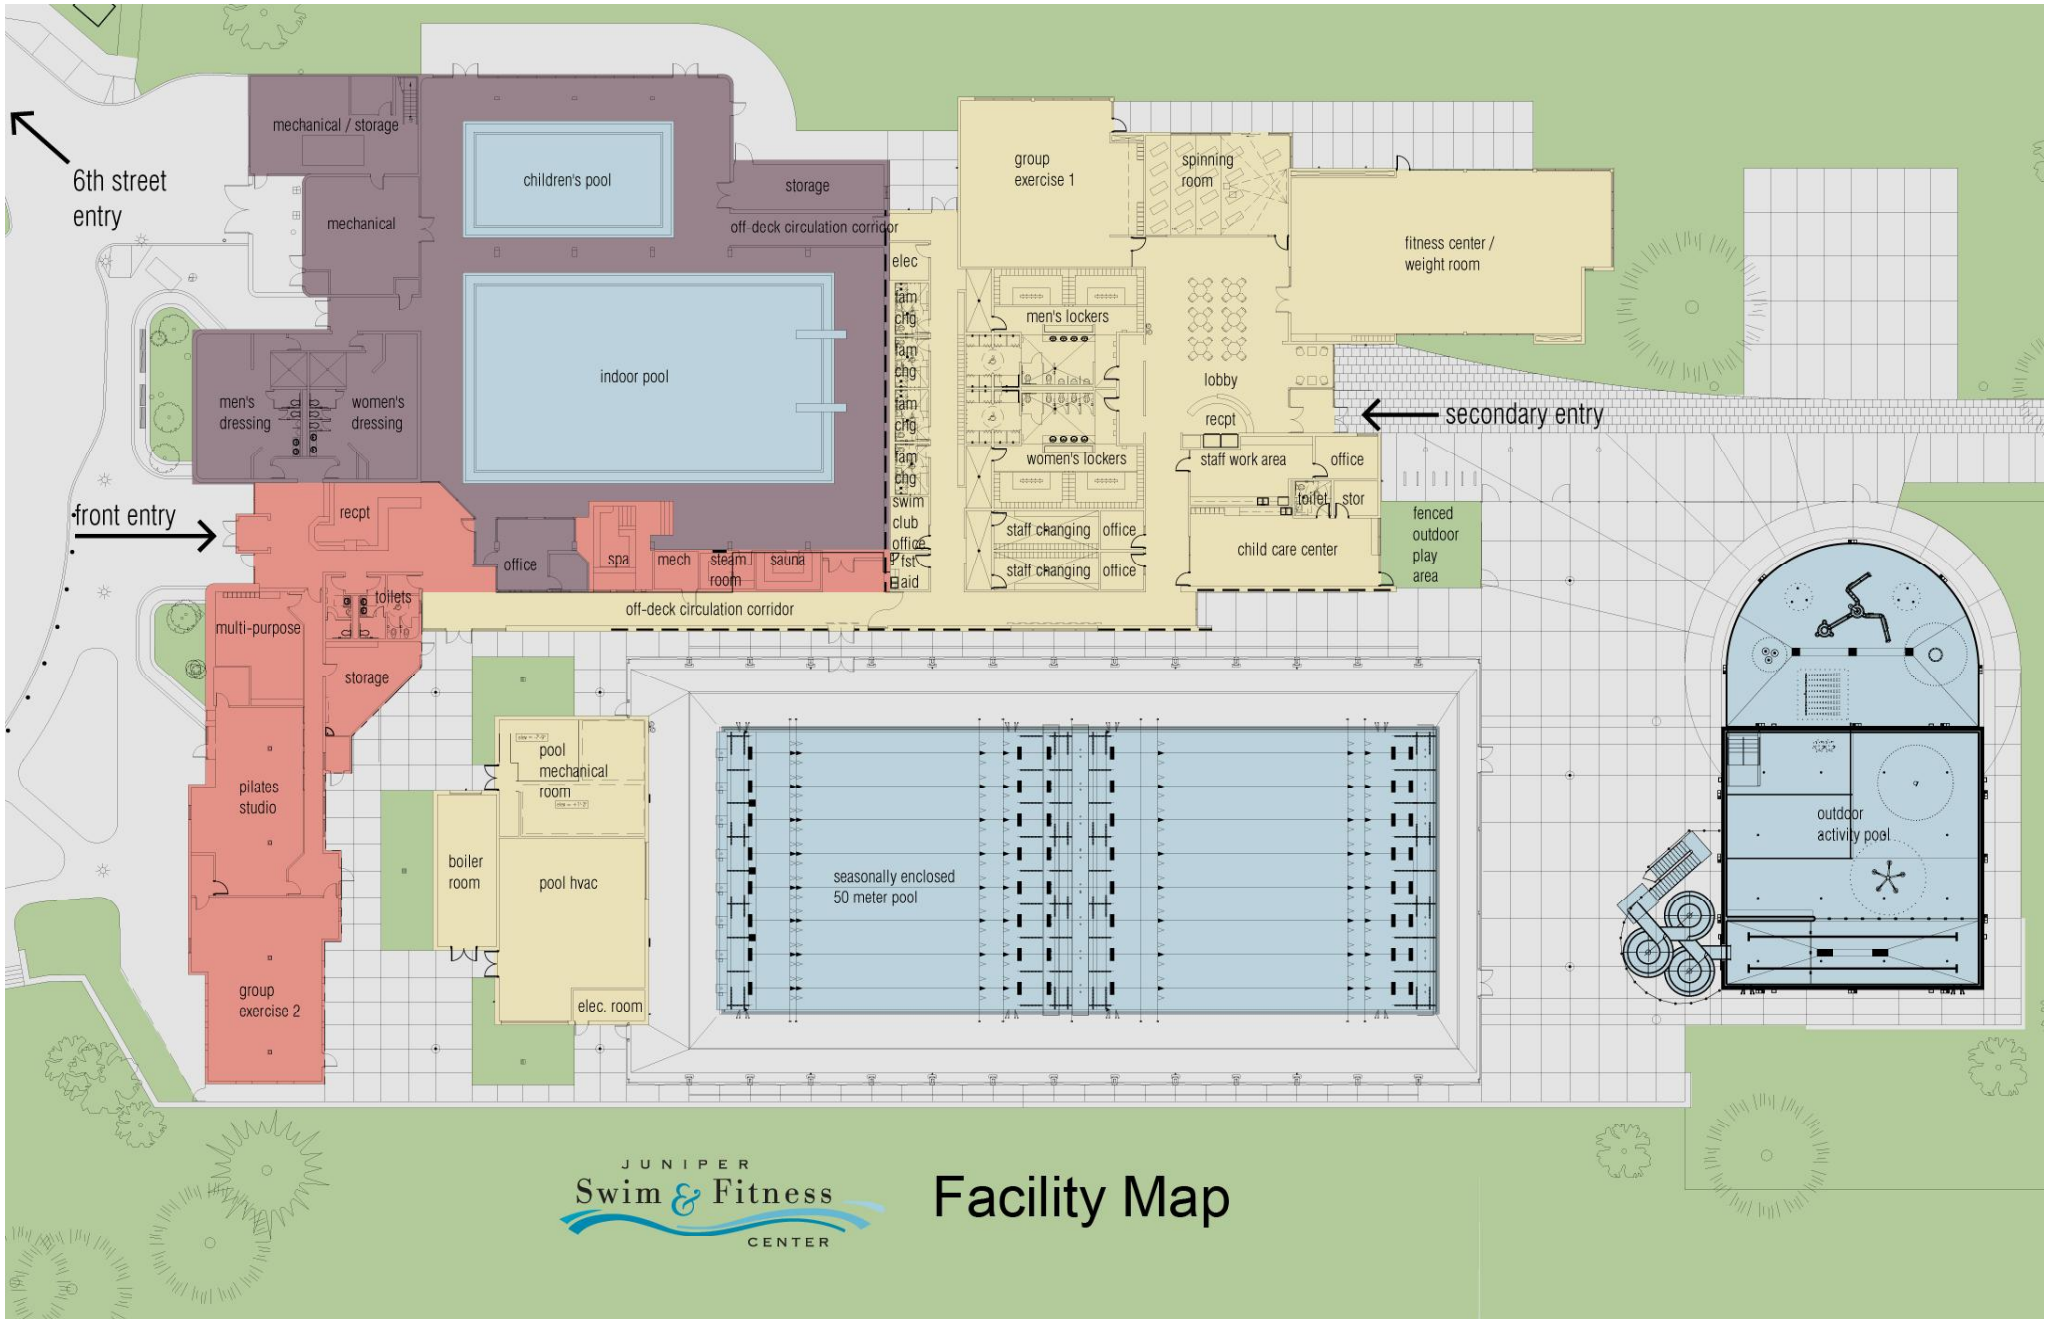 mechanical / storage
6th street
entry
mechanical
children's pool
storage
off-deck circulation corridor
group
exercise 1
spinning
room
fitness center /
weight room
elec
fam
chg
fam
chg
fam
chg
fam
chg
swim
club
office
fst
aid
men's lockers
indoor pool
men's
dressing
women's
dressing
lobby
recpt
secondary entry
women's lockers
staff work area
office
toilet
stor
front entry
recpt
office
spa
mech
steam
room
sauna
staff changing
office
staff changing
office
child care center
fenced
outdoor
play
area
toilets
off-deck circulation corridor
multi-purpose
storage
pool
mechanical
room
pilates
studio
boiler
room
pool hvac
elec. room
seasonally enclosed
50 meter pool
outdoor
activity pool
group
exercise 2
JUNIPER
Swim & Fitness
CENTER
Facility Map